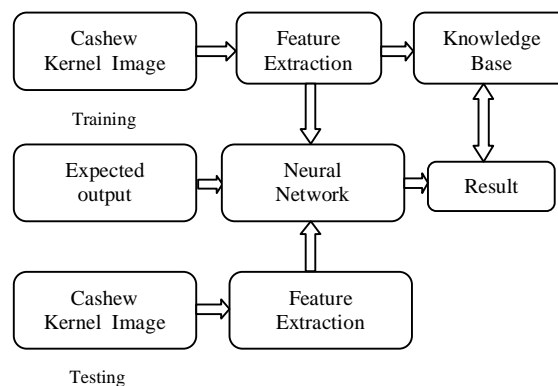 Cashew
Kernel Image
Feature
Extraction
Knowledge
Base
Training
Expected
output
Neural
Network
Result
Cashew
Kernel Image
Feature
Extraction
Testing